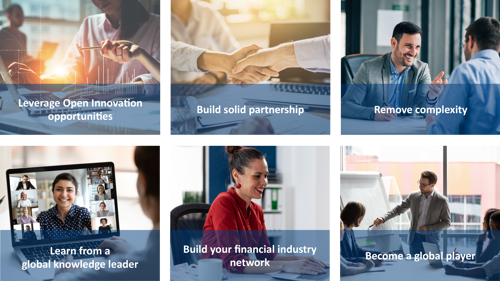 Leverage Open Innovation
opportunities
Build solid partnership
Remove complexity
Learn from a
global knowledge leader
Build your financial industry
network
Become a global player